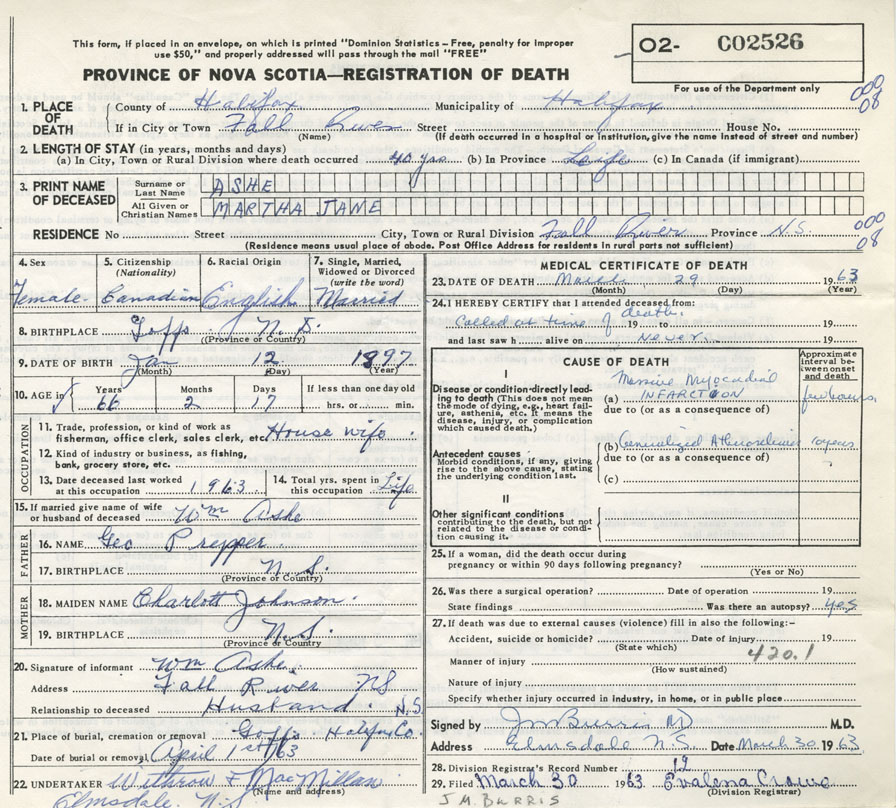 This form, if placed in an envelope, on which is printed "Dominion Statistics – Free, penalty for improper
use $50," and properly addressed will pass through the mail "FREE"
PROVINCE OF NOVA SCOTIA—REGISTRATION OF DEATH
O2- C02526
For use of the Department only
000
08
1. PLACE OF DEATH
County of Halifax Municipality of Halifax
If in City or Town Fall River Street House No.
(Name) (If death occurred in a hospital or institution, give the name instead of street and number)
2. LENGTH OF STAY (in years, months and days)
(a) In City, Town or Rural Division where death occurred 40 yrs (b) In Province Life (c) In Canada (if immigrant)
3. PRINT NAME OF DECEASED
Surname or Last Name ASHE
All Given or Christian Names MARTHA JANE
RESIDENCE No Street City, Town or Rural Division Fall River Province N.S.
(Residence means usual place of abode. Post Office Address for residents in rural parts not sufficient)
000
08
4. Sex Female
5. Citizenship (Nationality) Canadian
6. Racial Origin English
7. Single, Married, Widowed or Divorced (write the word) Married
8. BIRTHPLACE Goffs N. S.
(Province or Country)
9. DATE OF BIRTH Jan 12 1897
(Month) (Day) (Year)
10. AGE in Years 66 Months 2 Days 17 If less than one day old hrs. or min.
OCCUPATION
11. Trade, profession, or kind of work as fisherman, office clerk, sales clerk, etc. House wife
12. Kind of industry or business, as fishing, bank, grocery store, etc.
13. Date deceased last worked at this occupation 1963
14. Total yrs. spent in this occupation Life
15. If married give name of wife or husband of deceased Wm Ashe
FATHER
16. NAME Geo Prepper
17. BIRTHPLACE N. S.
(Province or Country)
MOTHER
18. MAIDEN NAME Charlott Johnson.
19. BIRTHPLACE N. S.
(Province or Country)
20. Signature of informant Wm Ashe.
Address Fall River NS
Relationship to deceased Husband. N.S.
21. Place of burial, cremation or removal Goffs Halifax Co.
Date of burial or removal April 1st/63
22. UNDERTAKER Withrow & MacMillan
(Name and address)
Elmsdale, N.S.
MEDICAL CERTIFICATE OF DEATH
23. DATE OF DEATH March 29 1963
(Month) (Day) (Year)
24. I HEREBY CERTIFY that I attended deceased from:
Called at time of death. 19 to 19
and last saw h alive on Never. 19
CAUSE OF DEATH
Approximate interval between onset and death
I
Disease or condition directly leading to death (This does not mean the mode of dying, e.g., heart failure, asthenia, etc. It means the disease, injury, or complication which caused death.)
(a) Massive Myocardial INFARCTION few hours.
due to (or as a consequence of)
Antecedent causes
Morbid conditions, if any, giving rise to the above cause, stating the underlying condition last.
(b) Generalized Atherosclerosis 10 years
due to (or as a consequence of)
(c)
II
Other significant conditions
contributing to the death, but not related to the disease or condition causing it.
25. If a woman, did the death occur during pregnancy or within 90 days following pregnancy?
(Yes or No)
26. Was there a surgical operation? Date of operation 19
State findings Was there an autopsy? yes
27. If death was due to external causes (violence) fill in also the following:-
Accident, suicide or homicide? Date of injury 19
(State which)
420.1
Manner of injury
(How sustained)
Nature of injury
Specify whether injury occurred in industry, in home, or in public place
Signed by J M Burris MD M.D.
Address Elmsdale N.S. Date March 30 1963
28. Division Registrar's Record Number 19
29. Filed March 30 1963. Evalena Crowe
(Division Registrar)
J M. BURRIS